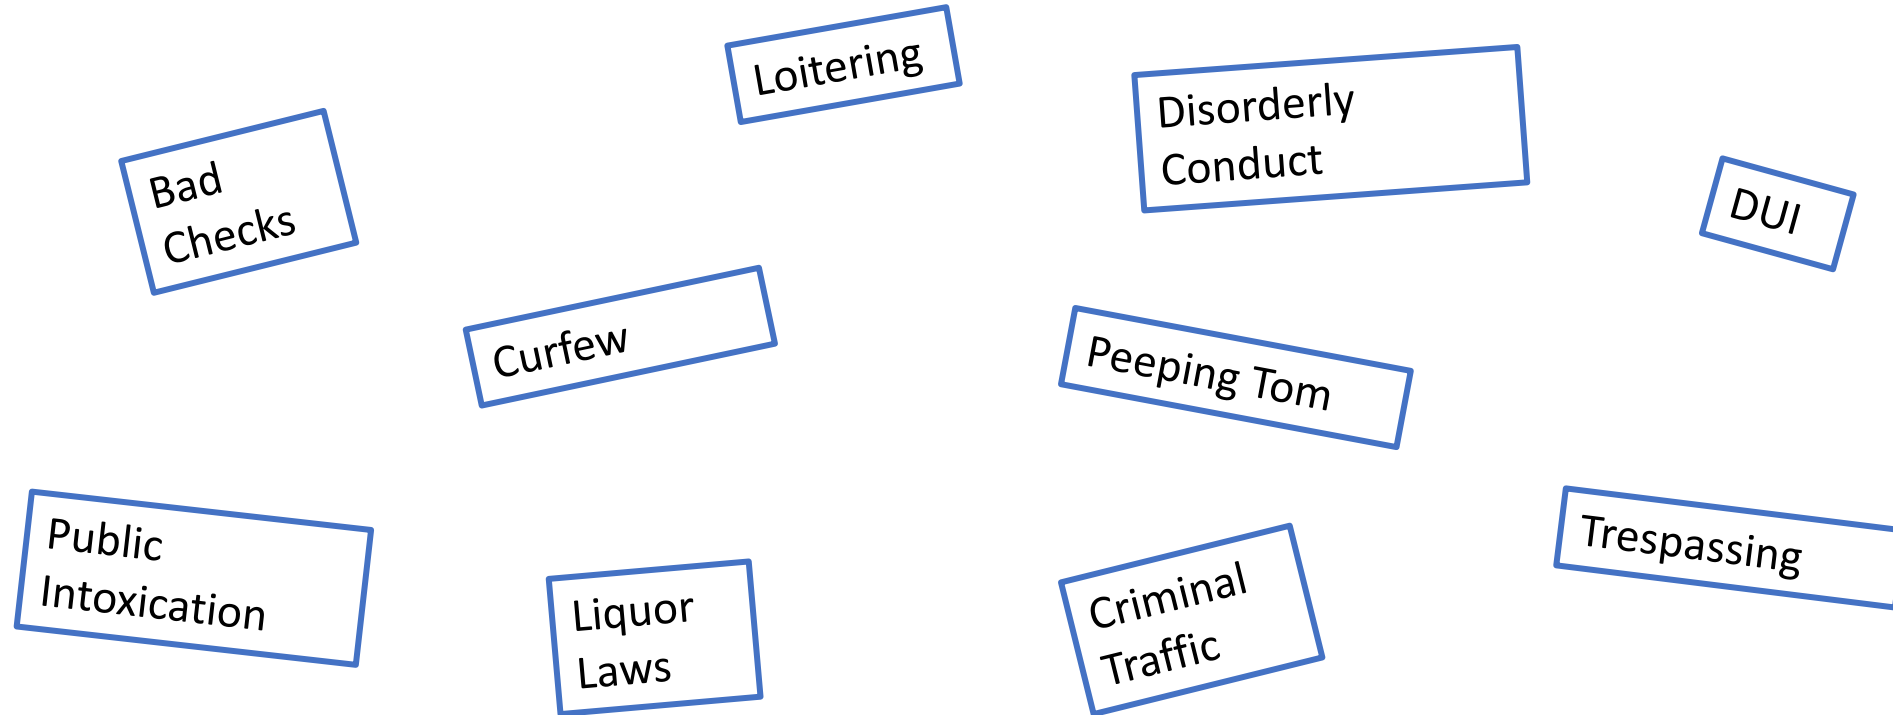 Loitering
Disorderly
Conduct
Bad
Checks
DUI
Curfew
Peeping Tom
Public
Intoxication
Trespassing
Liquor
Laws
Criminal
Traffic